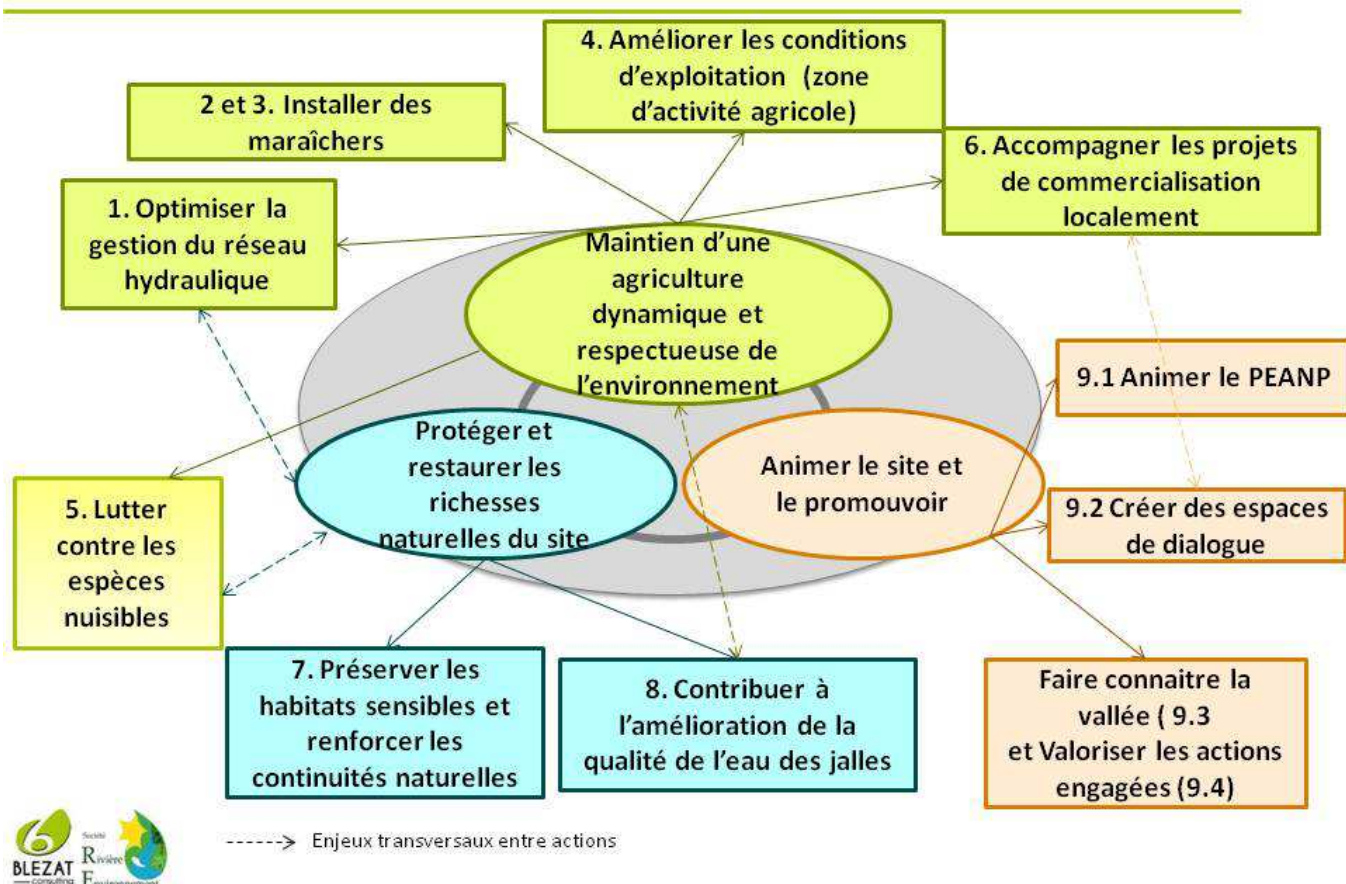 4. Améliorer les conditions
d'exploitation (zone
d'activité agricole)
2 et 3. Installer des
maraîchers
6. Accompagner les projets
de commercialisation
localement
1. Optimiser la
gestion du réseau
hydraulique
Maintien d'une
agriculture
dynamique et
respectueuse de
l'environnement
9.1 Animer le PEANP
Protéger et
restaurer les
richesses
naturelles du site
Animer le site et
le promouvoir
5. Lutter
contre les
espèces
nuisibles
9.2 Créer des espaces
de dialogue
7. Préserver les
habitats sensibles et
renforcer les
continuités naturelles
8. Contribuer à
l'amélioration de la
qualité de l'eau des jalles
Faire connaitre la
vallée ( 9.3
et Valoriser les actions
engagées (9.4)
BLEZAT
consulting
Société
Rivière
Environnement
Enjeux transversaux entre actions